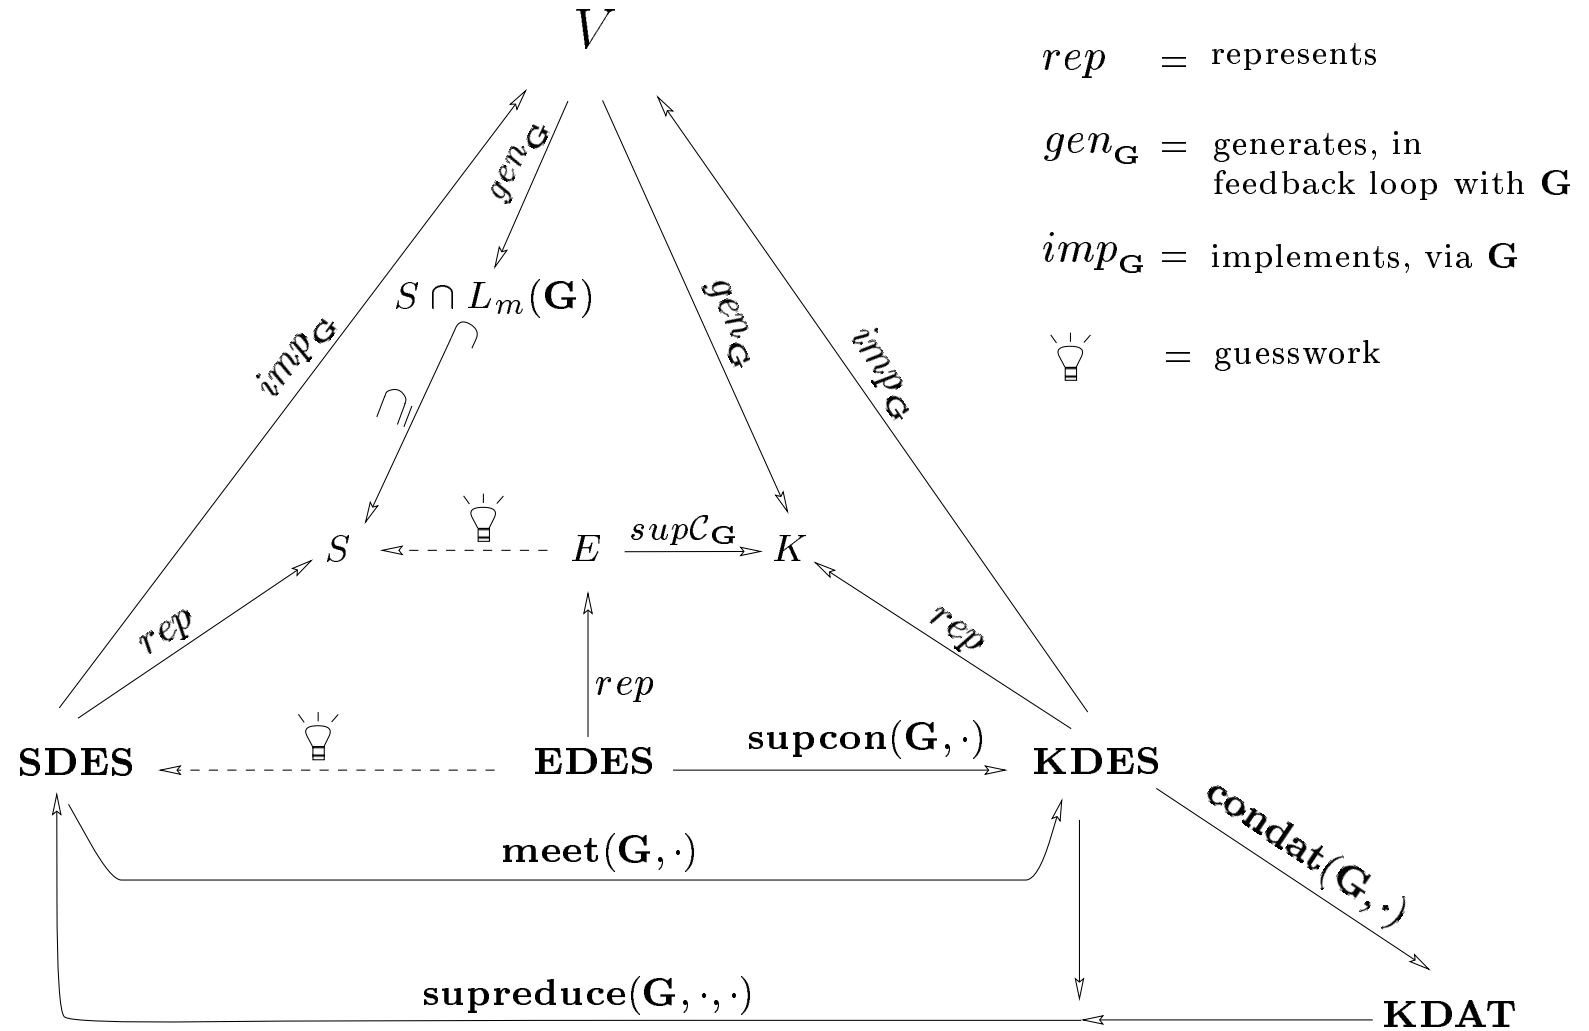 V
rep = represents
gen_G = generates, in
feedback loop with G
imp_G = implements, via G
= guesswork
gen_G
S ∩ L_m(G)
imp_G
gen_G
imp_G
⊆
S
E
supC_G
K
rep
rep
rep
SDES
EDES
supcon(G, ·)
KDES
condat(G, ·)
meet(G, ·)
supreduce(G, ·, ·)
KDAT